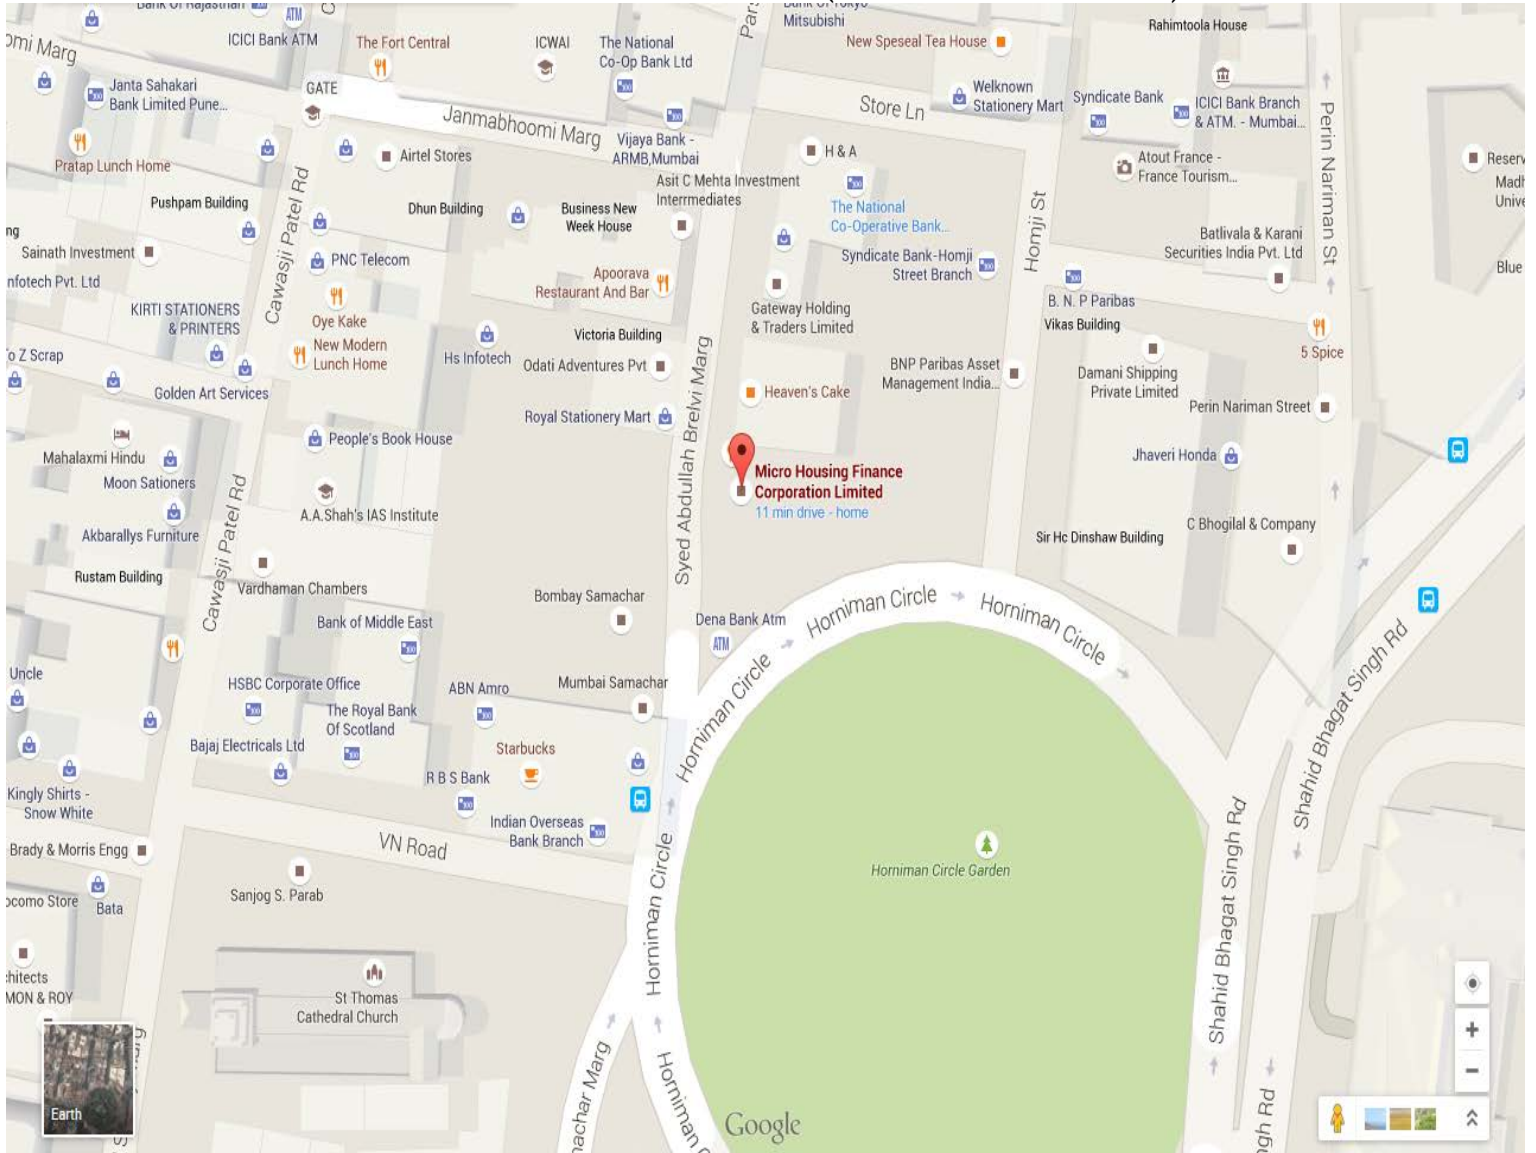 Bank Of Rajasthan
ATM
ICICI Bank ATM
The Fort Central
ICWAI
The National
Co-Op Bank Ltd
Mitsubishi
New Speseal Tea House
Rahimtoola House
GATE
Janta Sahakari
Bank Limited Pune...
Janmabhoomi Marg
Vijaya Bank -
ARMB,Mumbai
Store Ln
Welknown
Stationery Mart
Syndicate Bank
ICICI Bank Branch
& ATM. - Mumbai...
Perin Nariman St
Pratap Lunch Home
Airtel Stores
H & A
Atout France -
France Tourism...
Pushpam Building
Cawasji Patel Rd
Dhun Building
Business New
Week House
Asit C Mehta Investment
Interrmediates
The National
Co-Operative Bank...
Homji St
Sainath Investment
PNC Telecom
Apoorava
Restaurant And Bar
Syndicate Bank-Homji
Street Branch
Batlivala & Karani
Securities India Pvt. Ltd
Blue
nfotech Pvt. Ltd
KIRTI STATIONERS
& PRINTERS
Oye Kake
New Modern
Lunch Home
Hs Infotech
Victoria Building
Odati Adventures Pvt
Gateway Holding
& Traders Limited
B. N. P Paribas
Vikas Building
5 Spice
o Z Scrap
Golden Art Services
Royal Stationery Mart
Syed Abdullah Brelvi Marg
Heaven's Cake
BNP Paribas Asset
Management India...
Damani Shipping
Private Limited
Perin Nariman Street
Mahalaxmi Hindu
Moon Sationers
People's Book House
Micro Housing Finance
Corporation Limited
11 min drive - home
Jhaveri Honda
Akbarallys Furniture
Cawasji Patel Rd
A.A.Shah's IAS Institute
Sir Hc Dinshaw Building
C Bhogilal & Company
Rustam Building
Vardhaman Chambers
Bombay Samachar
Dena Bank Atm
ATM
Horniman Circle
Horniman Circle
Horniman Circle
Bank of Middle East
Uncle
HSBC Corporate Office
The Royal Bank
Of Scotland
ABN Amro
Mumbai Samachar
Shahid Bhagat Singh Rd
Bajaj Electricals Ltd
Starbucks
R B S Bank
Kingly Shirts -
Snow White
Indian Overseas
Bank Branch
Brady & Morris Engg
VN Road
Horniman Circle
Horniman Circle Garden
Shahid Bhagat Singh Rd
Bata
Sanjog S. Parab
St Thomas
Cathedral Church
MON & ROY
Earth
Google